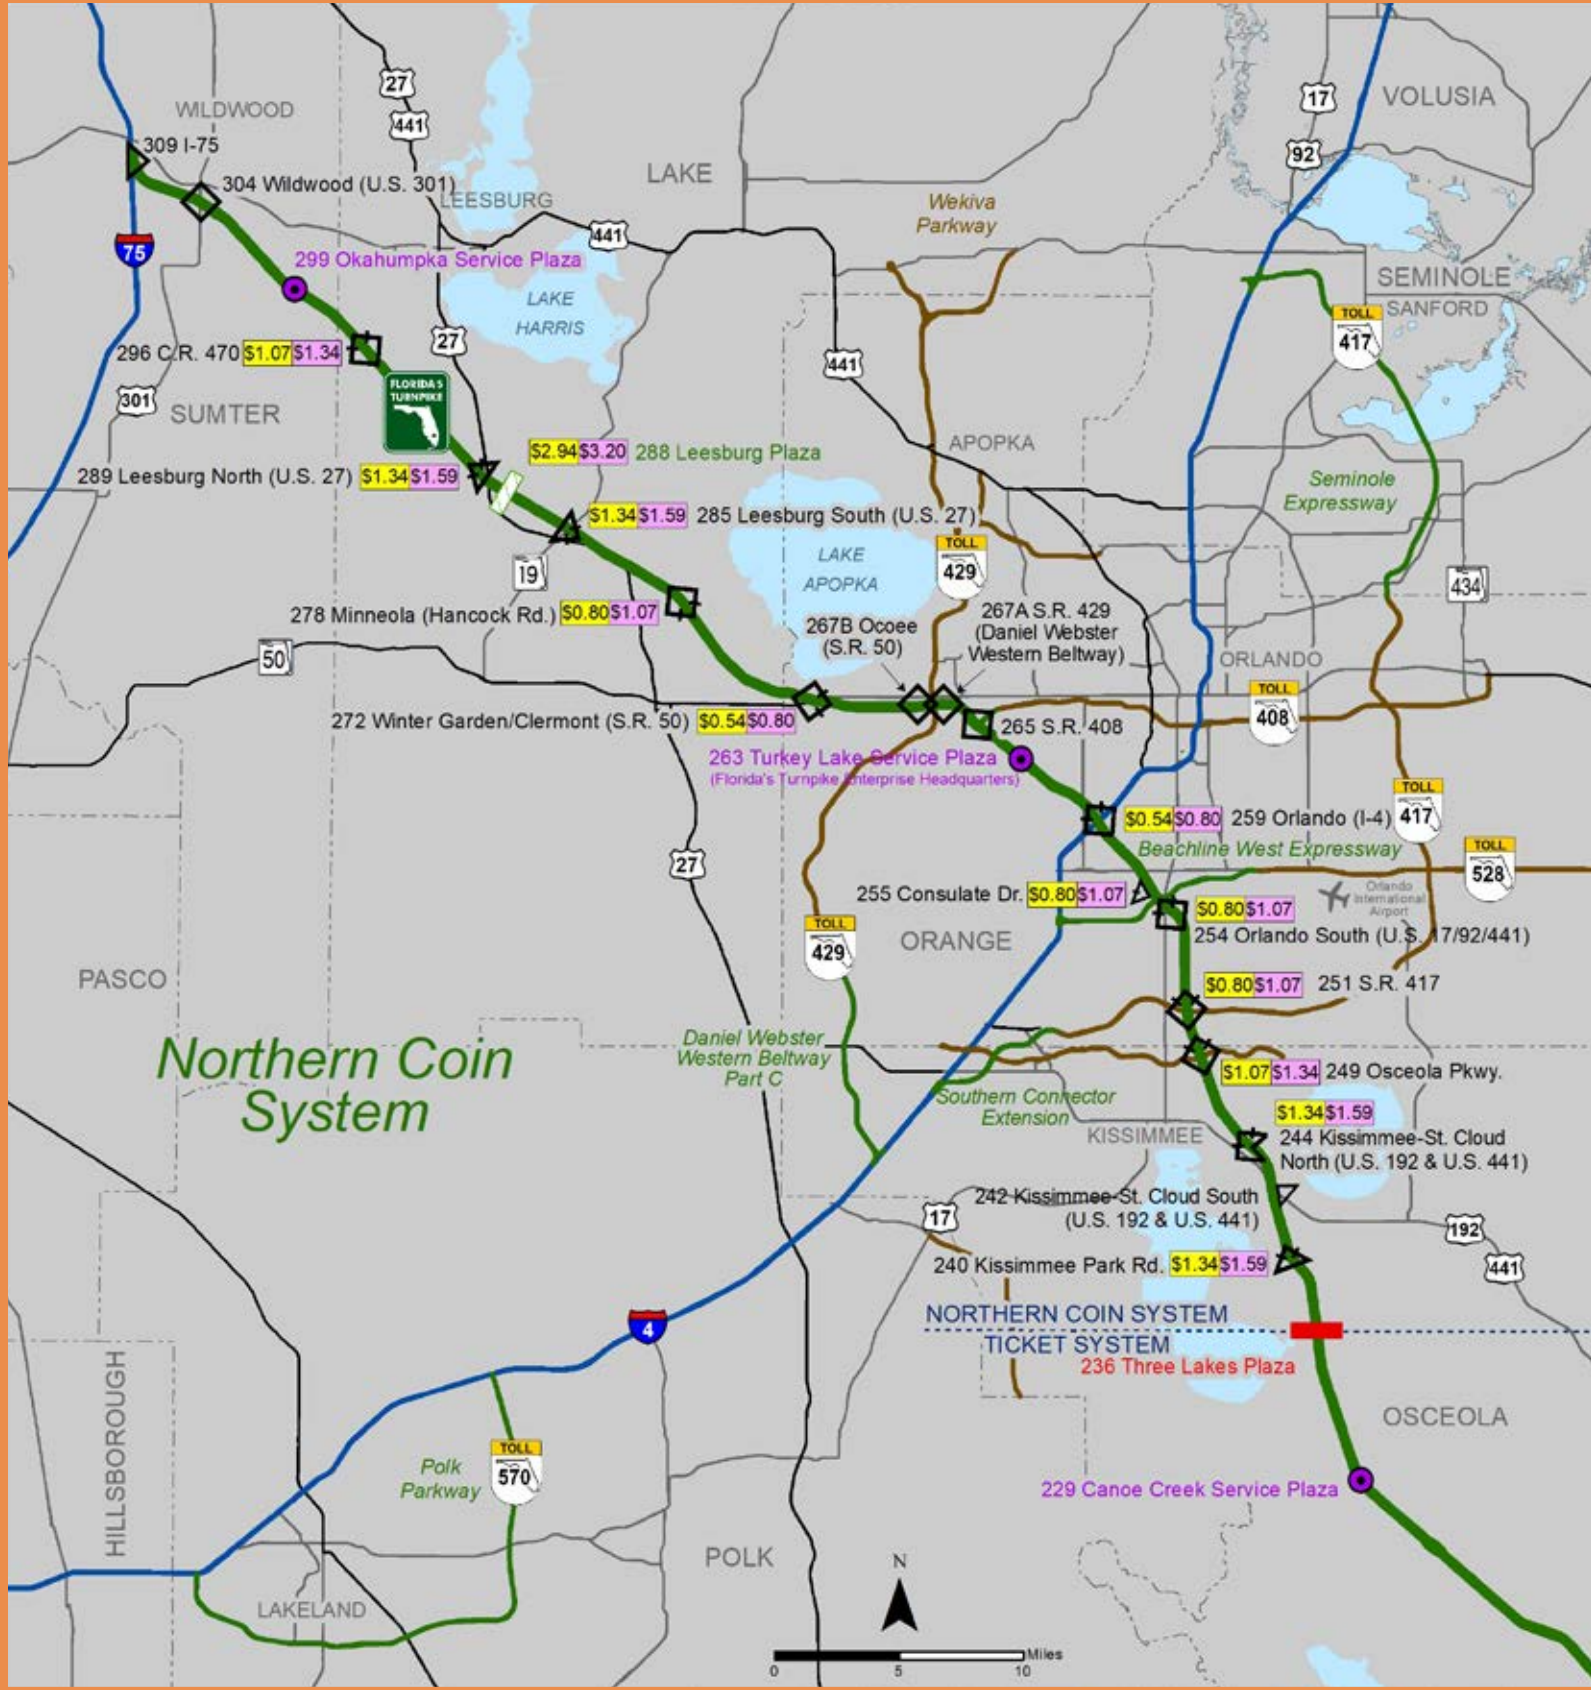 WILDWOOD
27
441
17
VOLUSIA
92
309 I-75
304 Wildwood (U.S. 301)
LEESBURG
LAKE
Wekiva
Parkway
75
441
299 Okahumpka Service Plaza
LAKE
HARRIS
SEMINOLE
SANFORD
TOLL
417
296 C.R. 470 $1.07 $1.34
27
441
301
SUMTER
FLORIDA'S
TURNPIKE
APOPKA
$2.94 $3.20 288 Leesburg Plaza
289 Leesburg North (U.S. 27) $1.34 $1.59
Seminole
Expressway
$1.34 $1.59 285 Leesburg South (U.S. 27)
LAKE
APOPKA
TOLL
429
19
434
278 Minneola (Hancock Rd.) $0.80 $1.07
267B Ocoee
(S.R. 50)
267A S.R. 429
(Daniel Webster
Western Beltway)
50
ORLANDO
TOLL
408
272 Winter Garden/Clermont (S.R. 50) $0.54 $0.80
265 S.R. 408
263 Turkey Lake Service Plaza
(Florida's Turnpike Enterprise Headquarters)
TOLL
417
$0.54 $0.80 259 Orlando (I-4)
Beachline West Expressway
TOLL
528
27
255 Consulate Dr. $0.80 $1.07
Orlando
International
Airport
$0.80 $1.07
254 Orlando South (U.S. 17/92/441)
TOLL
429
ORANGE
PASCO
$0.80 $1.07 251 S.R. 417
Northern Coin
System
Daniel Webster
Western Beltway
Part C
$1.07 $1.34 249 Osceola Pkwy.
Southern Connector
Extension
$1.34 $1.59
KISSIMMEE
244 Kissimmee-St. Cloud
North (U.S. 192 & U.S. 441)
242 Kissimmee-St. Cloud South
(U.S. 192 & U.S. 441)
17
192
441
240 Kissimmee Park Rd. $1.34 $1.59
NORTHERN COIN SYSTEM
TICKET SYSTEM
4
236 Three Lakes Plaza
HILLSBOROUGH
OSCEOLA
Polk
Parkway
TOLL
570
229 Canoe Creek Service Plaza
POLK
N
LAKELAND
Miles
0 5 10